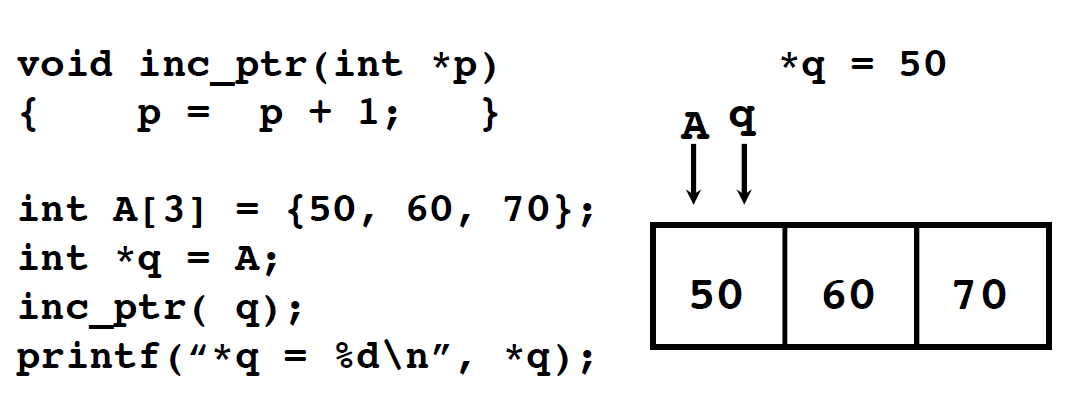 void inc_ptr(int *p)
{    p =  p + 1;   }
int A[3] = {50, 60, 70};
int *q = A;
inc_ptr( q);
printf(“*q = %d\n”, *q);
*q = 50
A q
50 60 70